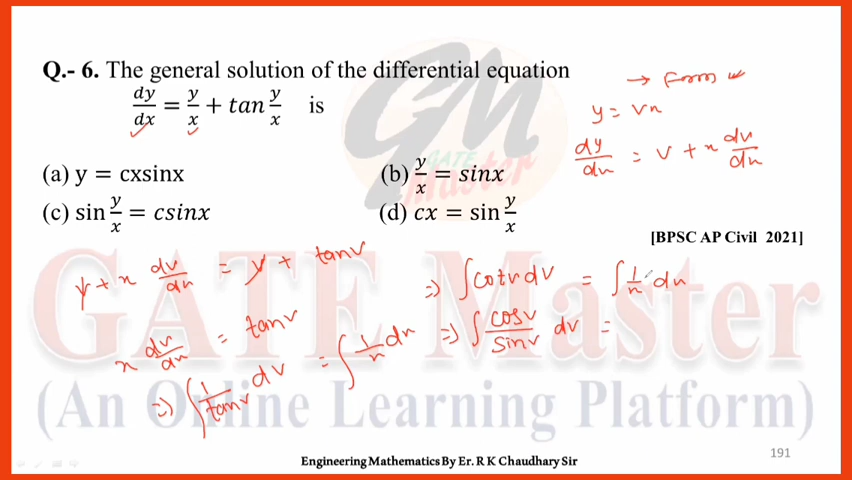 Q.- 6. The general solution of the differential equation
dy/dx = y/x + tan y/x is
(a) y = cxsinx
(b) y/x = sinx
(c) sin y/x = csinx
(d) cx = sin y/x
[BPSC AP Civil 2021]
→ Form
y = vx
dy/dx = v + x dv/dx
v + x dv/dx = v + tanv
x dv/dx = tanv
⇒ ∫ 1/tanv dv = ∫ 1/x dx
⇒ ∫ cotv dv = ∫ 1/x dx
⇒ ∫ cosv/sinv dv =
GATE Master
(An Online Learning Platform)
GATE
Master
191
Engineering Mathematics By Er. R K Chaudhary Sir